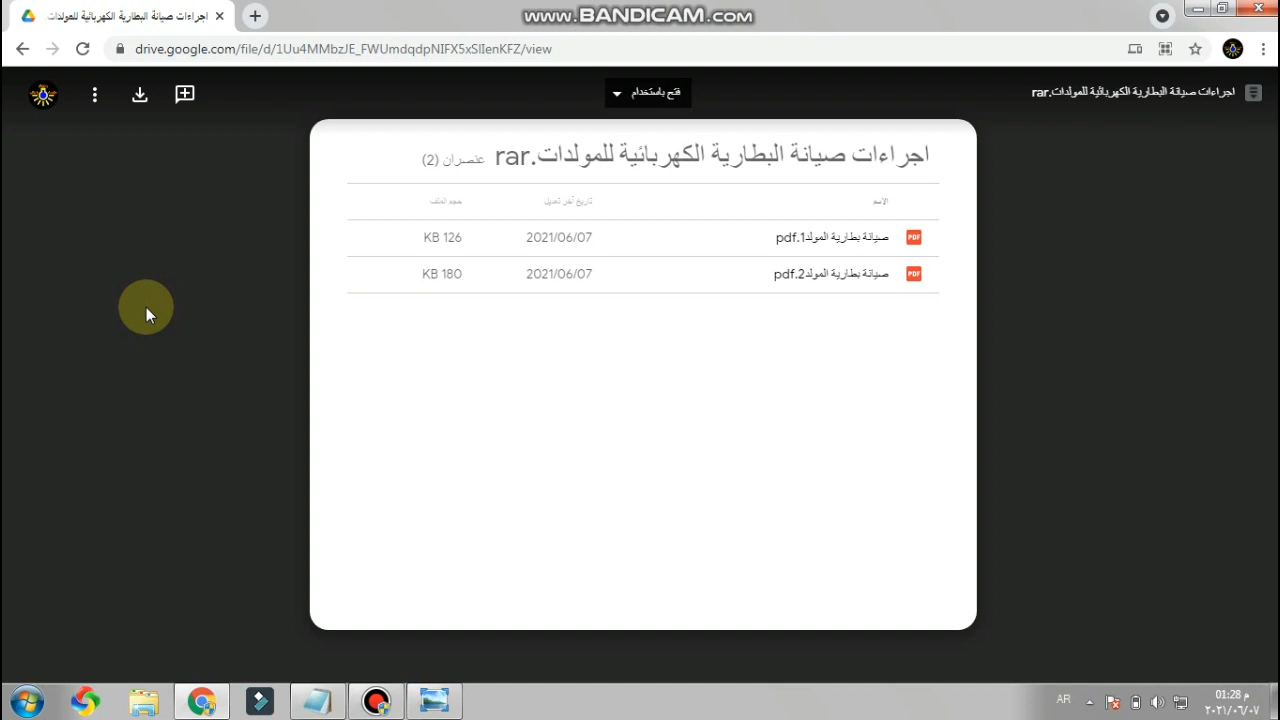 اجراءات صيانة البطارية الكهربائية للمولدات
www.BANDICAM.com
drive.google.com/file/d/1Uu4MMbzJE_FWUmdqdpNIFX5xSlIenKFZ/view
اجراءات صيانة البطارية الكهربائية للمولدات.rar
فتح باستخدام
اجراءات صيانة البطارية الكهربائية للمولدات.rar عنصران (2)
الاسم تاريخ آخر تعديل حجم الملف
صيانة بطارية المولد1.pdf 2021/06/07 126 KB
صيانة بطارية المولد2.pdf 2021/06/07 180 KB
AR
01:28 م
٢٠٢١/٠٦/٠٧